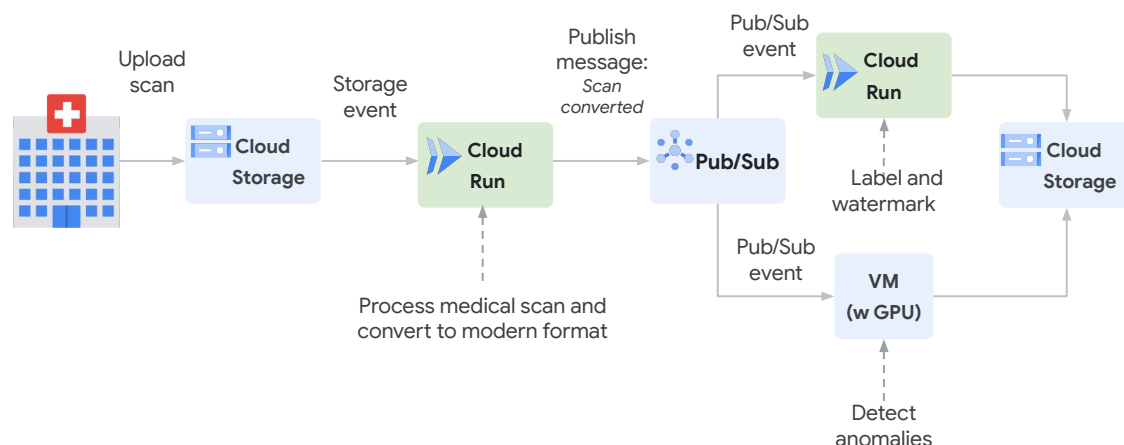 Upload
scan
Cloud
Storage
Storage
event
Cloud
Run
Process medical scan and
convert to modern format
Publish
message:
Scan
converted
Pub/Sub
Pub/Sub
event
Cloud
Run
Label and
watermark
Pub/Sub
event
VM
(w GPU)
Detect
anomalies
Cloud
Storage